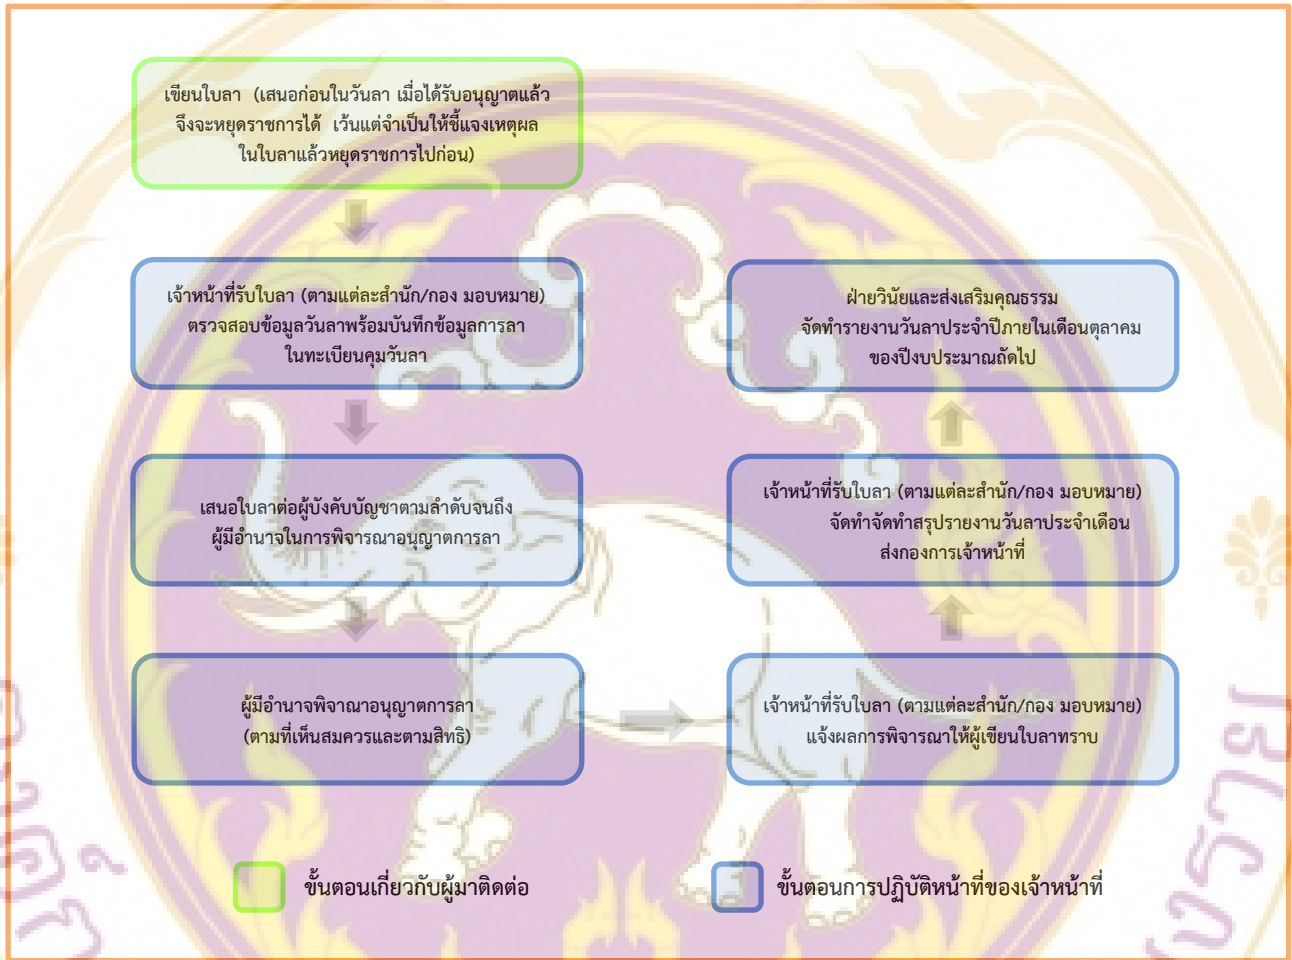 เขียนใบลา (เสนอก่อนในวันลา เมื่อได้รับอนุญาตแล้ว
จึงจะหยุดราชการได้ เว้นแต่จำเป็นให้ชี้แจงเหตุผล
ในใบลาแล้วหยุดราชการไปก่อน)
เจ้าหน้าที่รับใบลา (ตามแต่ละสำนัก/กอง มอบหมาย)
ตรวจสอบข้อมูลวันลาพร้อมบันทึกข้อมูลการลา
ในทะเบียนคุมวันลา
เสนอใบลาต่อผู้บังคับบัญชาตามลำดับจนถึง
ผู้มีอำนาจในการพิจารณาอนุญาตการลา
ผู้มีอำนาจพิจาณาอนุญาตการลา
(ตามที่เห็นสมควรและตามสิทธิ)
เจ้าหน้าที่รับใบลา (ตามแต่ละสำนัก/กอง มอบหมาย)
แจ้งผลการพิจารณาให้ผู้เขียนใบลาทราบ
เจ้าหน้าที่รับใบลา (ตามแต่ละสำนัก/กอง มอบหมาย)
จัดทำจัดทำสรุปรายงานวันลาประจำเดือน
ส่งกองการเจ้าหน้าที่
ฝ่ายวินัยและส่งเสริมคุณธรรม
จัดทำรายงานวันลาประจำปีภายในเดือนตุลาคม
ของปีงบประมาณถัดไป
ขั้นตอนเกี่ยวกับผู้มาติดต่อ
ขั้นตอนการปฏิบัติหน้าที่ของเจ้าหน้าที่